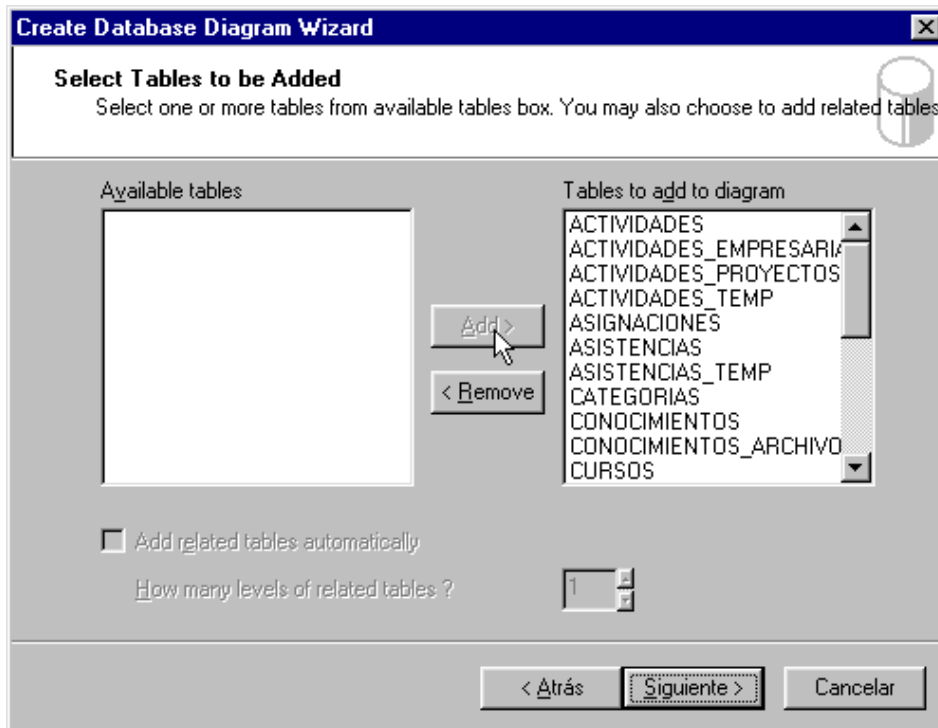 Create Database Diagram Wizard
Select Tables to be Added
Select one or more tables from available tables box. You may also choose to add related tables
Available tables
Tables to add to diagram
ACTIVIDADES
ACTIVIDADES_EMPRESARIA
ACTIVIDADES_PROYECTOS
ACTIVIDADES_TEMP
ASIGNACIONES
ASISTENCIAS
ASISTENCIAS_TEMP
CATEGORIAS
CONOCIMIENTOS
CONOCIMIENTOS_ARCHIVO
CURSOS
Add >
< Remove
Add related tables automatically
How many levels of related tables ?
1
< Atrás
Siguiente >
Cancelar